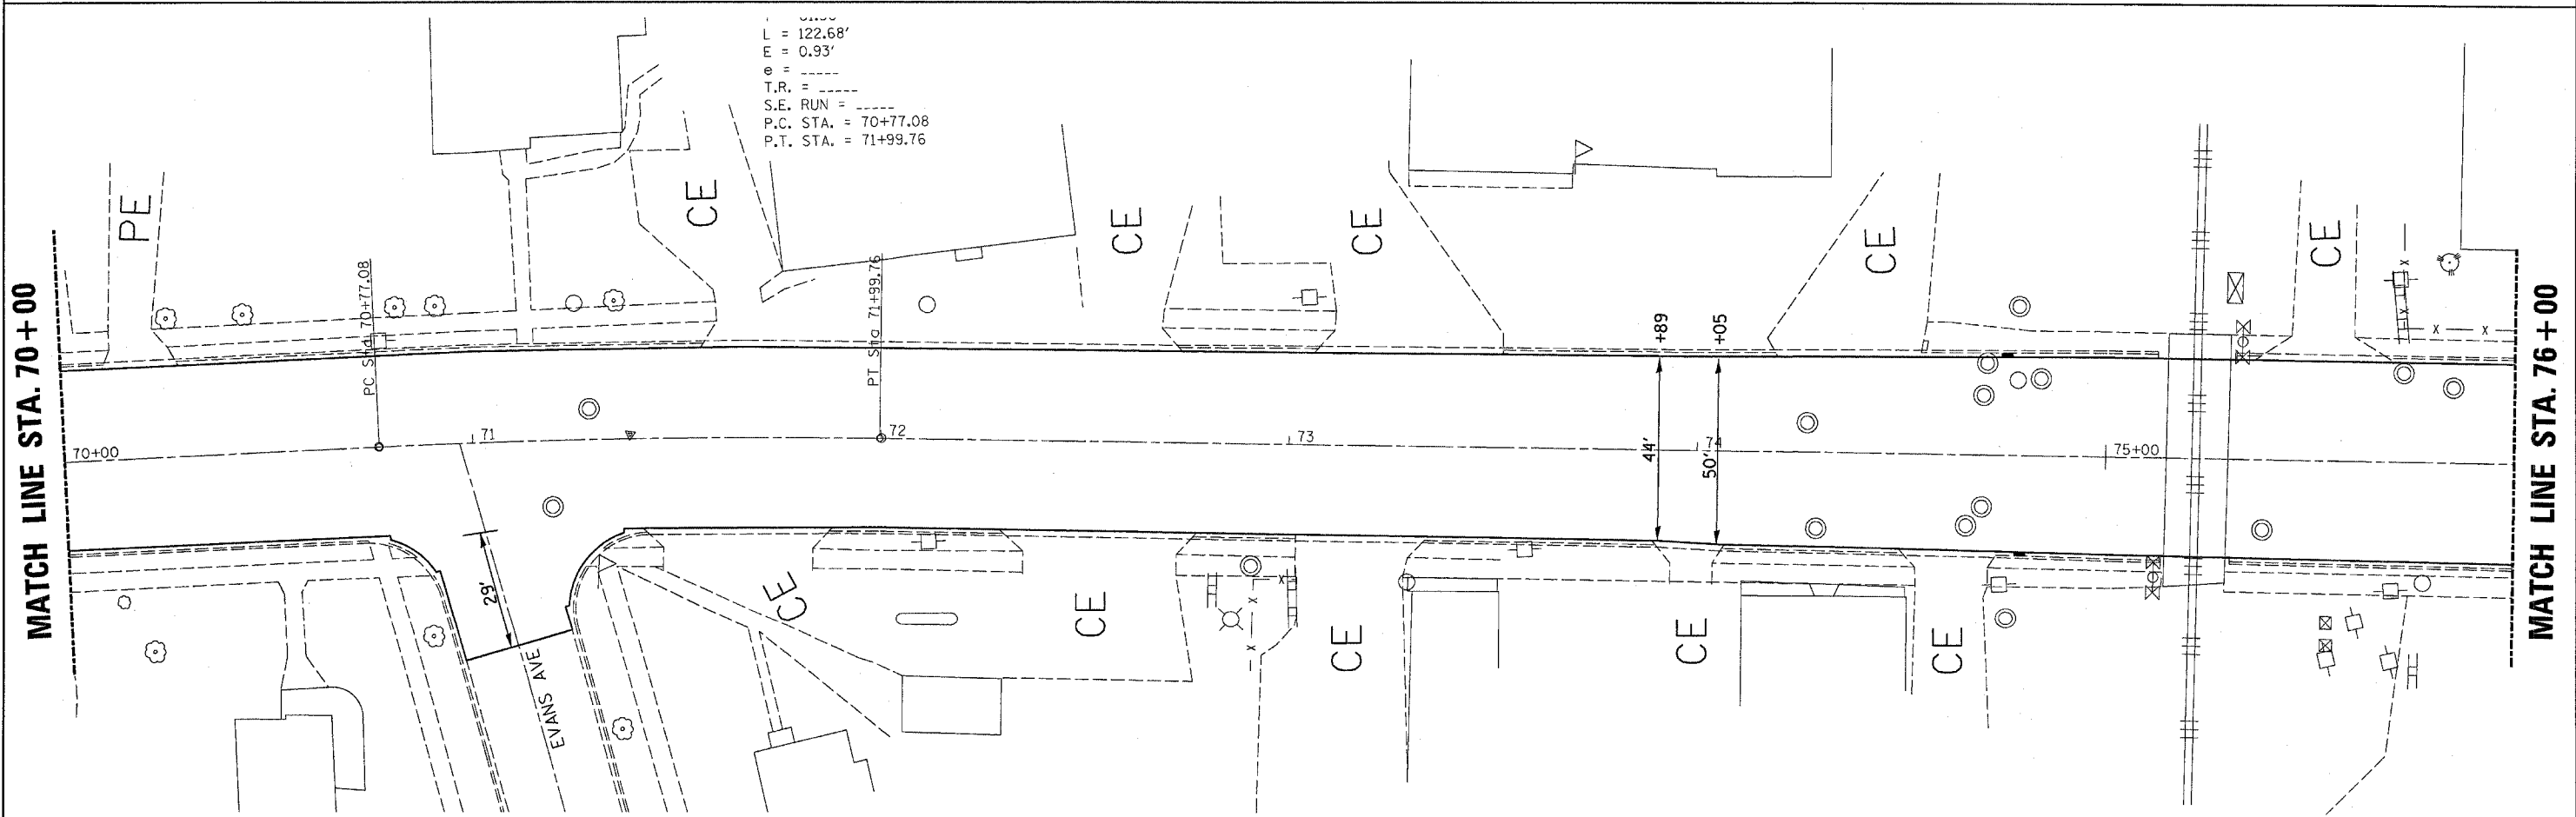 L = 122.68'
E = 0.93'
e = _____
T.R. = _____
S.E. RUN = _____
P.C. STA. = 70+77.08
P.T. STA. = 71+99.76
MATCH LINE STA. 70+00
PE
CE
CE
CE
CE
CE
PC Sta 70+77.08
PT Sta 71+99.76
+89
+05
70+00
71
72
73
74
75+00
44'
50'
29'
EVANS AVE
CE
CE
CE
CE
CE
MATCH LINE STA. 76+00